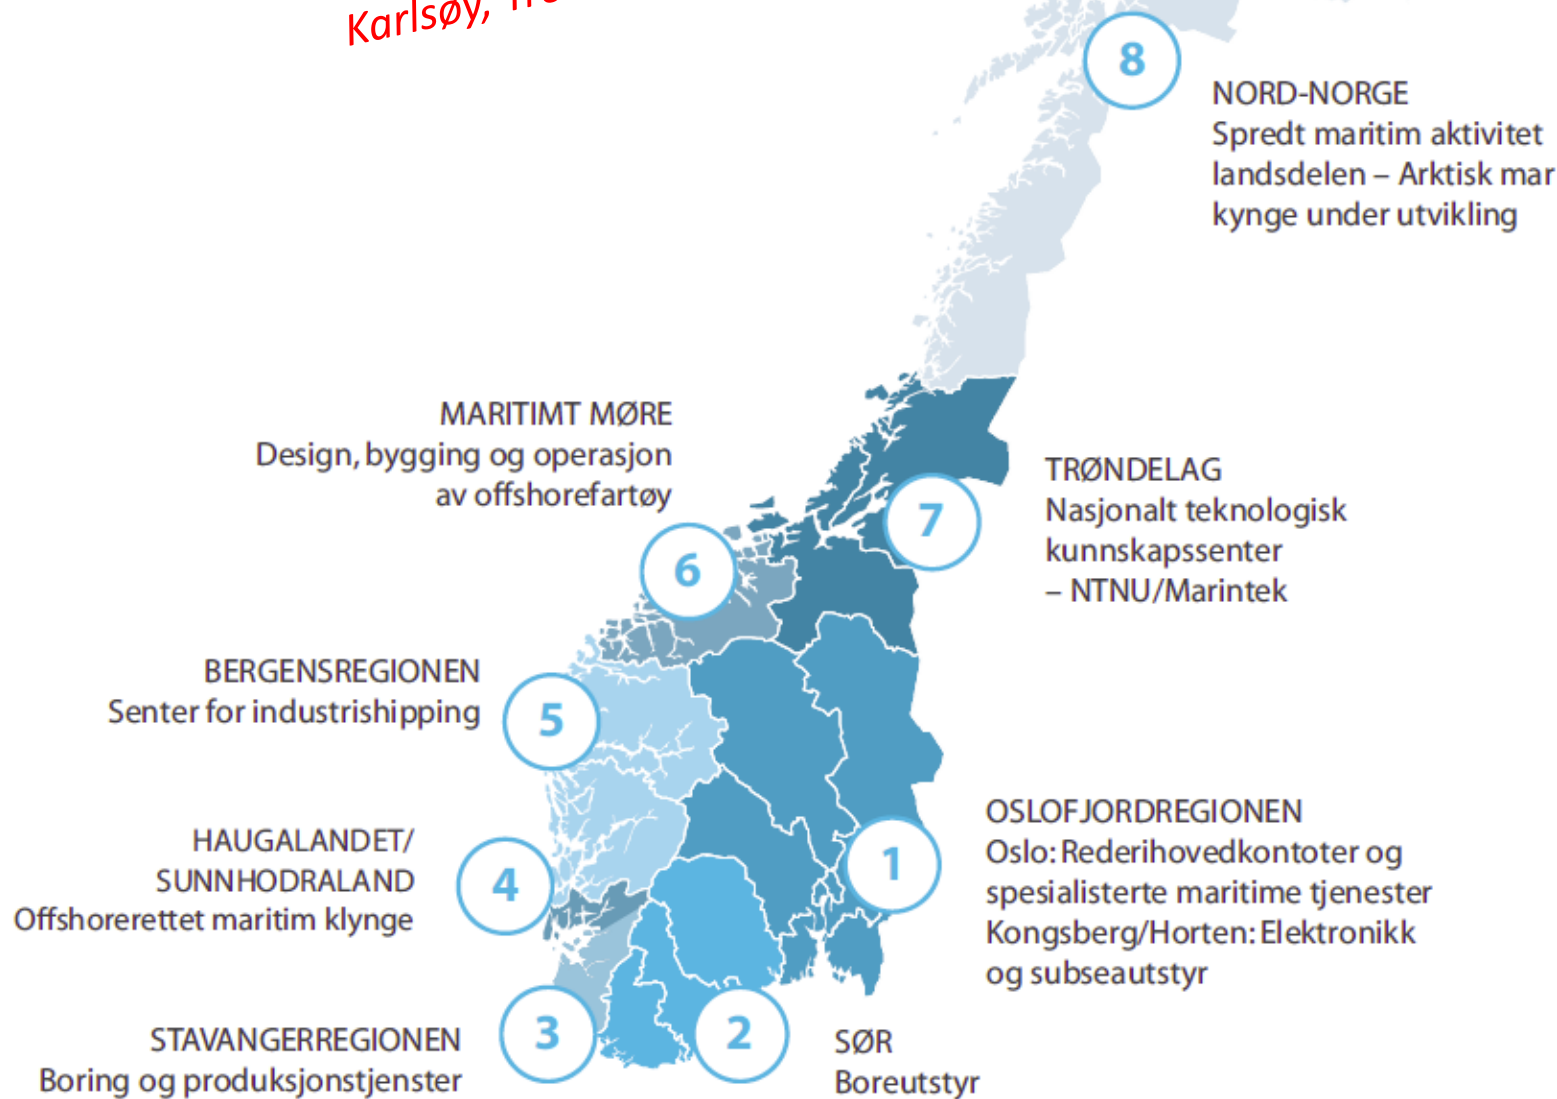 Karlsøy,
8
NORD-NORGE
Spredt maritim aktivitet
landsdelen – Arktisk mar
kynge under utvikling
MARITIMT MØRE
Design, bygging og operasjon
av offshorefartøy
6
7
TRØNDELAG
Nasjonalt teknologisk
kunnskapssenter
– NTNU/Marintek
BERGENSREGIONEN
Senter for industrishipping
5
HAUGALANDET/
SUNNHODRALAND
Offshorerettet maritim klynge
4
1
OSLOFJORDREGIONEN
Oslo: Rederihovedkontoter og
spesialisterte maritime tjenester
Kongsberg/Horten: Elektronikk
og subseautstyr
STAVANGERREGIONEN
Boring og produksjonstjenster
3
2
SØR
Boreutstyr